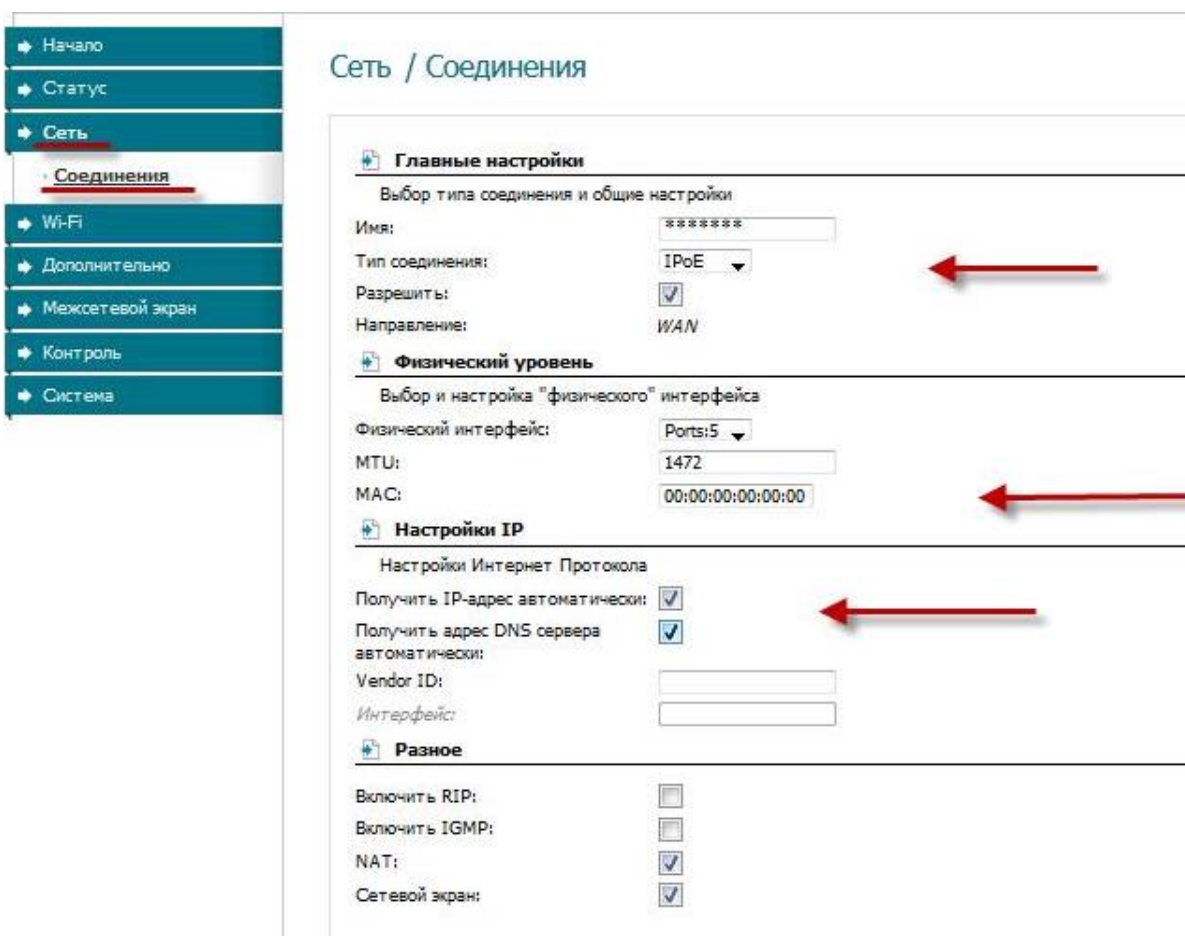 Начало
Статус
Сеть
Соединения
Wi-Fi
Дополнительно
Межсетевой экран
Контроль
Система
Сеть / Соединения
Главные настройки
Выбор типа соединения и общие настройки
Имя: *******
Тип соединения: IPoE
Разрешить:
Направление: WAN
Физический уровень
Выбор и настройка "физического" интерфейса
Физический интерфейс: Ports:5
MTU: 1472
MAC: 00:00:00:00:00:00
Настройки IP
Настройки Интернет Протокола
Получить IP-адрес автоматически:
Получить адрес DNS сервера
автоматически:
Vendor ID:
Интерфейс:
Разное
Включить RIP:
Включить IGMP:
NAT:
Сетевой экран: